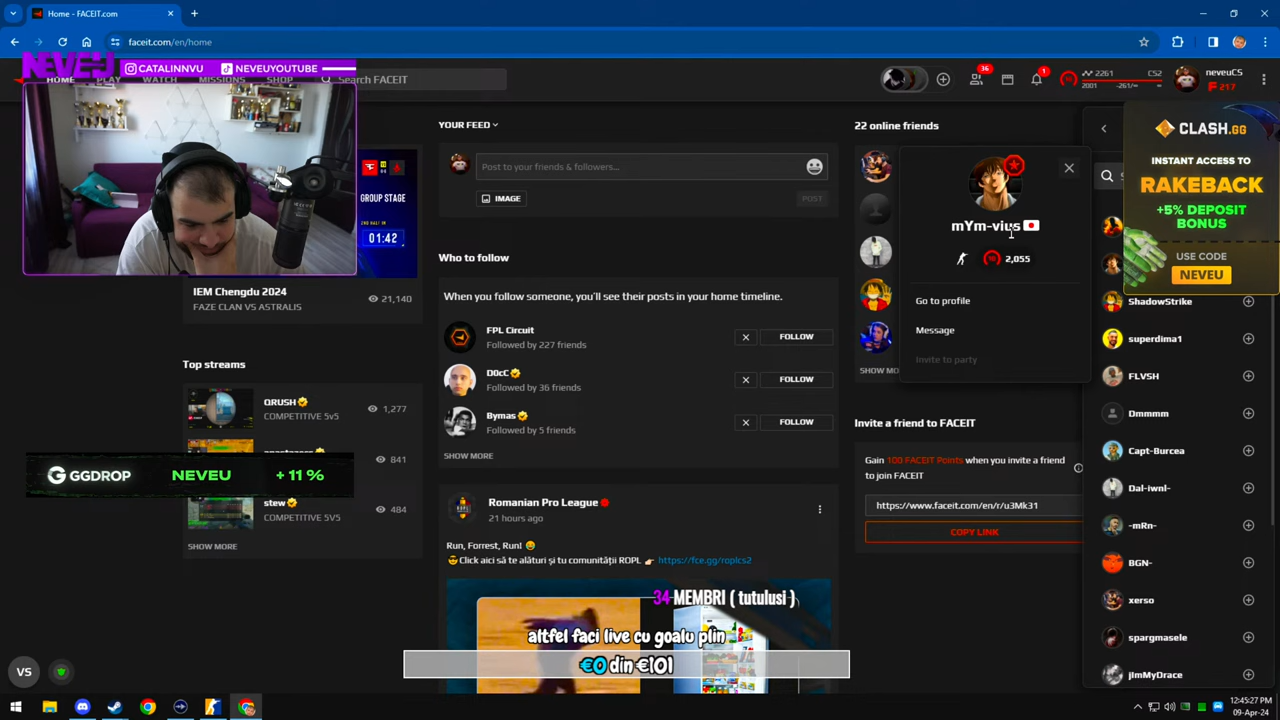 Home - FACEIT.com
faceit.com/en/home
NEVEU
CATALINNVU
NEVEUYOUTUBE
HOME
PLAY
WATCH
MISSIONS
SHOP
Search FACEIT
36
1
10
2261
CS2
2001
-261/∞
neveuCS
217
GROUP STAGE
01:42
IEM Chengdu 2024
FAZE CLAN VS ASTRALIS
21,140
Top streams
QRUSH
COMPETITIVE 5v5
1,277
841
stew
COMPETITIVE 5V5
484
SHOW MORE
GGDROP
NEVEU
+ 11 %
YOUR FEED
Post to your friends & followers...
IMAGE
POST
Who to follow
When you follow someone, you'll see their posts in your home timeline.
FPL Circuit
Followed by 227 friends
FOLLOW
D0cC
Followed by 36 friends
FOLLOW
Bymas
Followed by 5 friends
FOLLOW
SHOW MORE
Romanian Pro League
21 hours ago
Run, Forrest, Run!
Click aici să te alături și tu comunității ROPL
https://fce.gg/roplcs2
34 MEMBRI ( tutulusi )
altfel faci live cu goalu plin
€0 din €101
22 online friends
SHOW MO
mYm-vius
10
2,055
Go to profile
Message
Invite to party
Invite a friend to FACEIT
Gain 100 FACEIT Points when you invite a friend
to join FACEIT
https://www.faceit.com/en/r/u3Mk31
COPY LINK
CLASH.GG
INSTANT ACCESS TO
RAKEBACK
+5% DEPOSIT
BONUS
USE CODE
NEVEU
ShadowStrike
superdima1
FLVSH
Dmmmm
Capt-Burcea
Dal-iwnl-
-mRn-
BGN-
xerso
spargmasele
jImMyDrace
VS
12:45:27
09-Apr-24